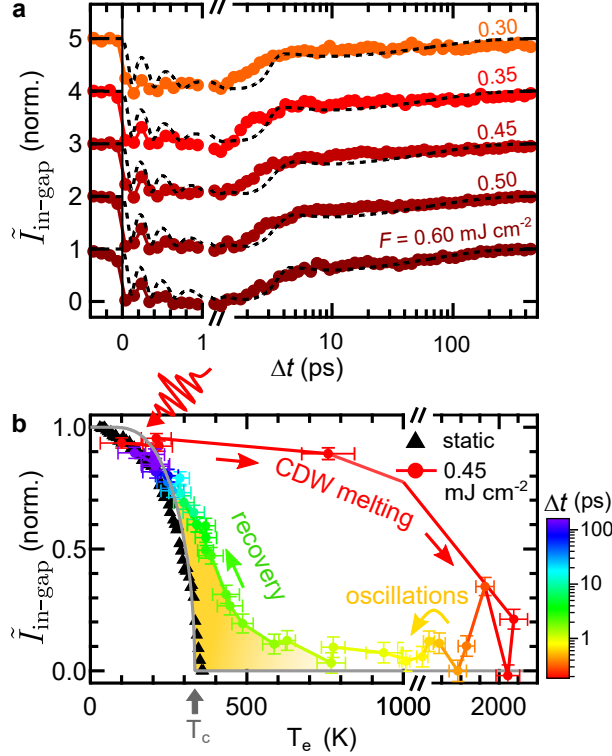 a
5
4
3
2
1
0
Ĩin−gap (norm.)
0.30
0.35
0.45
0.50
F = 0.60 mJ cm-2
0
1
10
100
Δt (ps)
b
1.0
0.5
0.0
Ĩin−gap (norm.)
static
0.45
mJ cm-2
CDW melting
recovery
oscillations
Δt (ps)
100
10
1
0
500
1000
2000
Tc
Te (K)